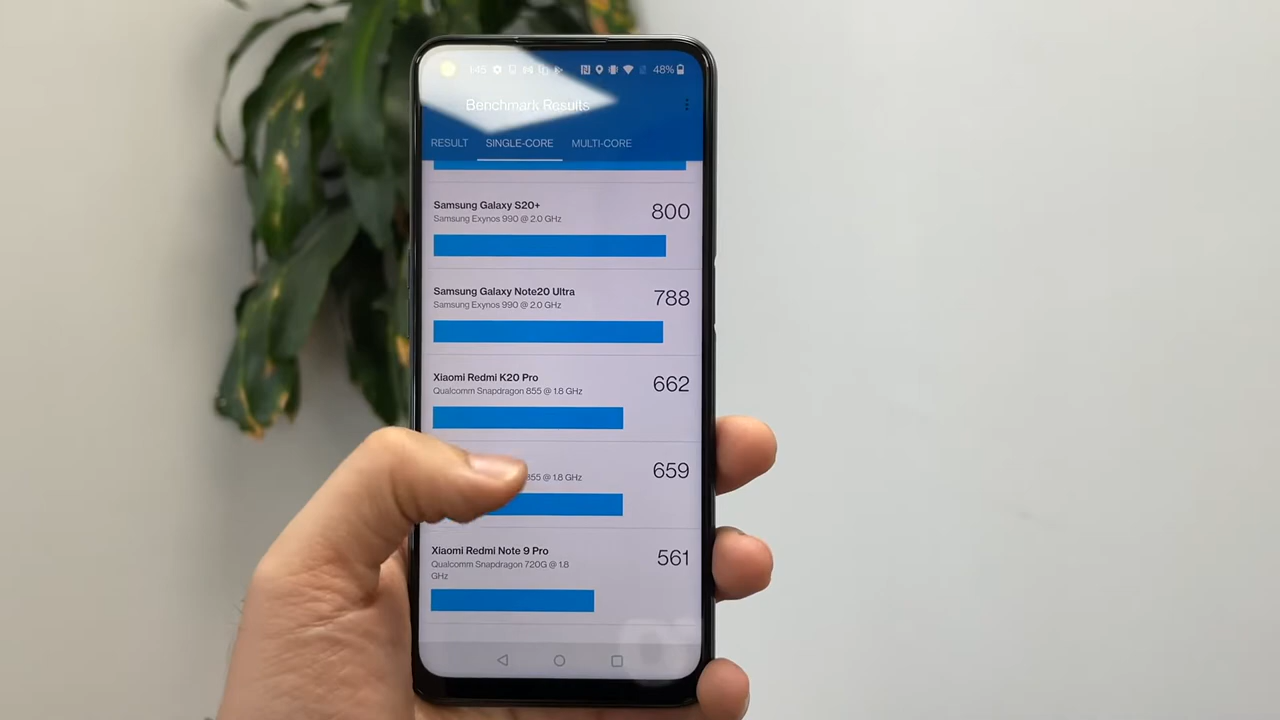 1:45 48%
Benchmark Results
RESULT SINGLE-CORE MULTI-CORE
Samsung Galaxy S20+
Samsung Exynos 990 @ 2.0 GHz
800
Samsung Galaxy Note20 Ultra
Samsung Exynos 990 @ 2.0 GHz
788
Xiaomi Redmi K20 Pro
Qualcomm Snapdragon 855 @ 1.8 GHz
662
855 @ 1.8 GHz
659
Xiaomi Redmi Note 9 Pro
Qualcomm Snapdragon 720G @ 1.8
GHz
561